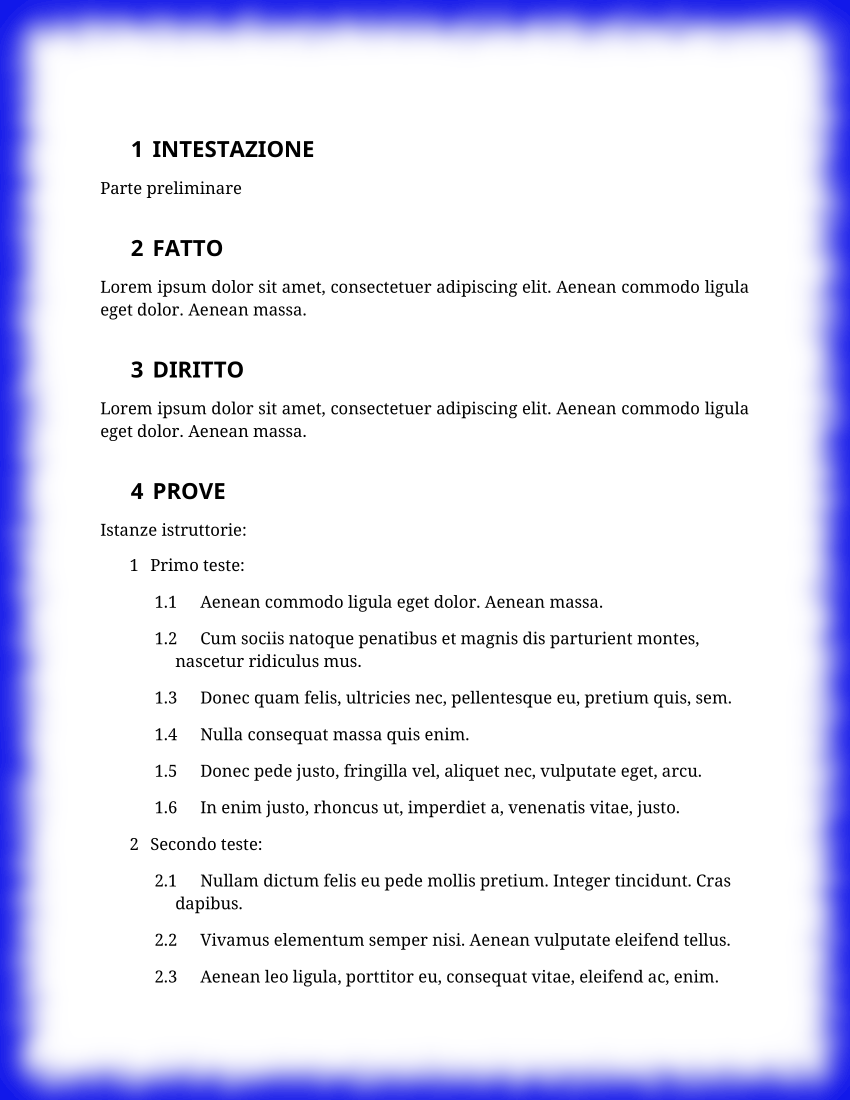 1 INTESTAZIONE
Parte preliminare
2 FATTO
Lorem ipsum dolor sit amet, consectetuer adipiscing elit. Aenean commodo ligula
eget dolor. Aenean massa.
3 DIRITTO
Lorem ipsum dolor sit amet, consectetuer adipiscing elit. Aenean commodo ligula
eget dolor. Aenean massa.
4 PROVE
Istanze istruttorie:
1 Primo teste:
1.1 Aenean commodo ligula eget dolor. Aenean massa.
1.2 Cum sociis natoque penatibus et magnis dis parturient montes,
nascetur ridiculus mus.
1.3 Donec quam felis, ultricies nec, pellentesque eu, pretium quis, sem.
1.4 Nulla consequat massa quis enim.
1.5 Donec pede justo, fringilla vel, aliquet nec, vulputate eget, arcu.
1.6 In enim justo, rhoncus ut, imperdiet a, venenatis vitae, justo.
2 Secondo teste:
2.1 Nullam dictum felis eu pede mollis pretium. Integer tincidunt. Cras
dapibus.
2.2 Vivamus elementum semper nisi. Aenean vulputate eleifend tellus.
2.3 Aenean leo ligula, porttitor eu, consequat vitae, eleifend ac, enim.